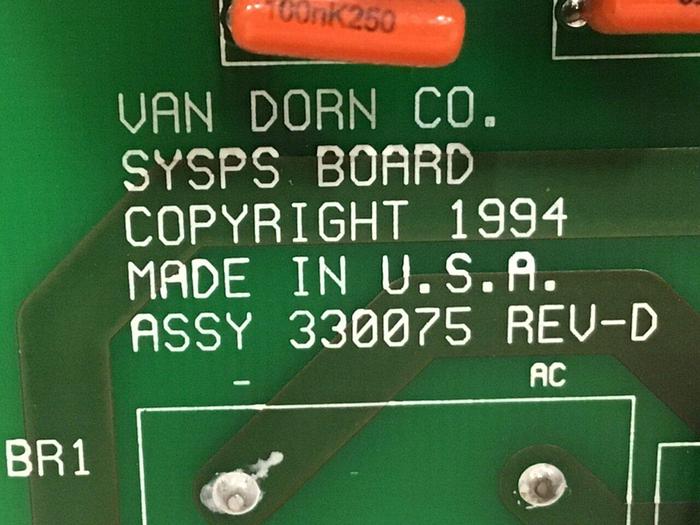 100nK250
VAN DORN CO.
SYSPS BOARD
COPYRIGHT 1994
MADE IN U.S.A.
ASSY 330075 REV-D
- AC
BR1